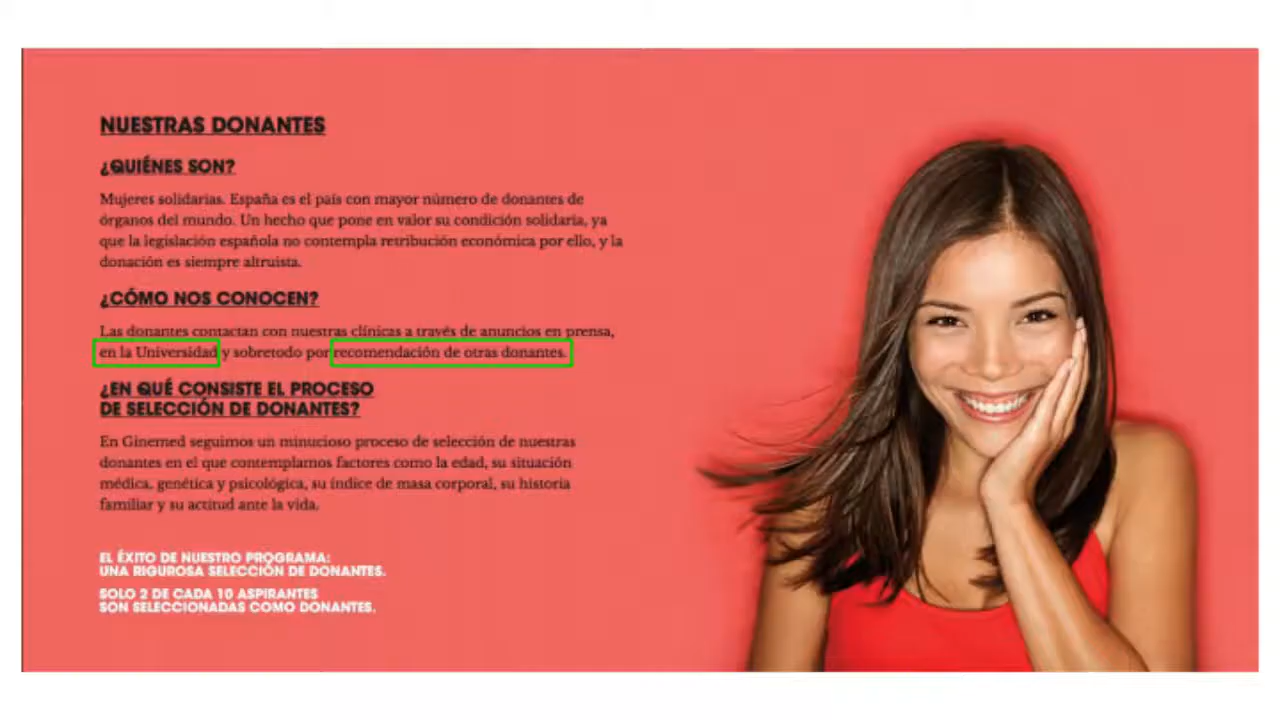 NUESTRAS DONANTES
¿QUIÉNES SON?
Mujeres solidarias. España es el país con mayor número de donantes de
órganos del mundo. Un hecho que pone en valor su condición solidaria, ya
que la legislación española no contempla retribución económica por ello, y la
donación es siempre altruista.
¿CÓMO NOS CONOCEN?
Las donantes contactan con nuestras clínicas a través de anuncios en prensa,
en la Universidad y sobretodo por recomendación de otras donantes.
¿EN QUÉ CONSISTE EL PROCESO
DE SELECCIÓN DE DONANTES?
En Ginemed seguimos un minucioso proceso de selección de nuestras
donantes en el que contemplamos factores como la edad, su situación
médica, genética y psicológica, su índice de masa corporal, su historia
familiar y su actitud ante la vida.
EL ÉXITO DE NUESTRO PROGRAMA:
UNA RIGUROSA SELECCIÓN DE DONANTES.
SOLO 2 DE CADA 10 ASPIRANTES
SON SELECCIONADAS COMO DONANTES.